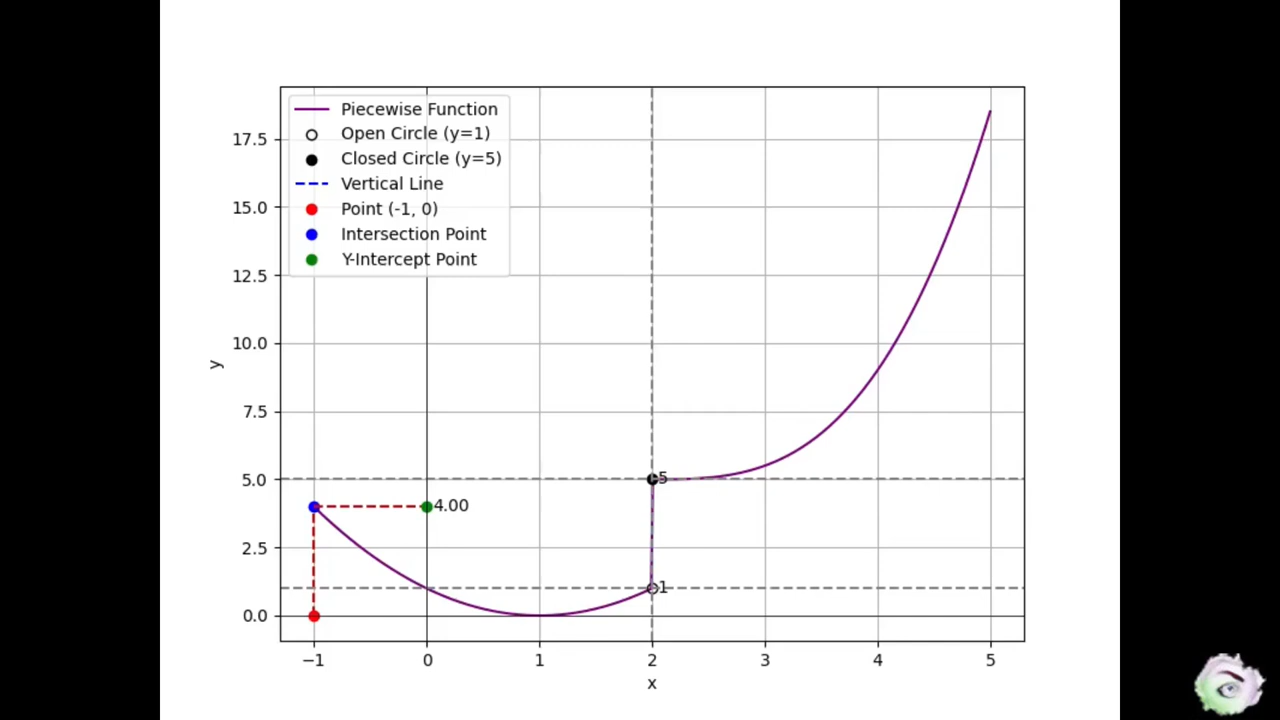 Piecewise Function
Open Circle (y=1)
Closed Circle (y=5)
Vertical Line
Point (-1, 0)
Intersection Point
Y-Intercept Point
17.5
15.0
12.5
10.0
7.5
5.0
2.5
0.0
y
5
4.00
1
−1 0 1 2 3 4 5
x